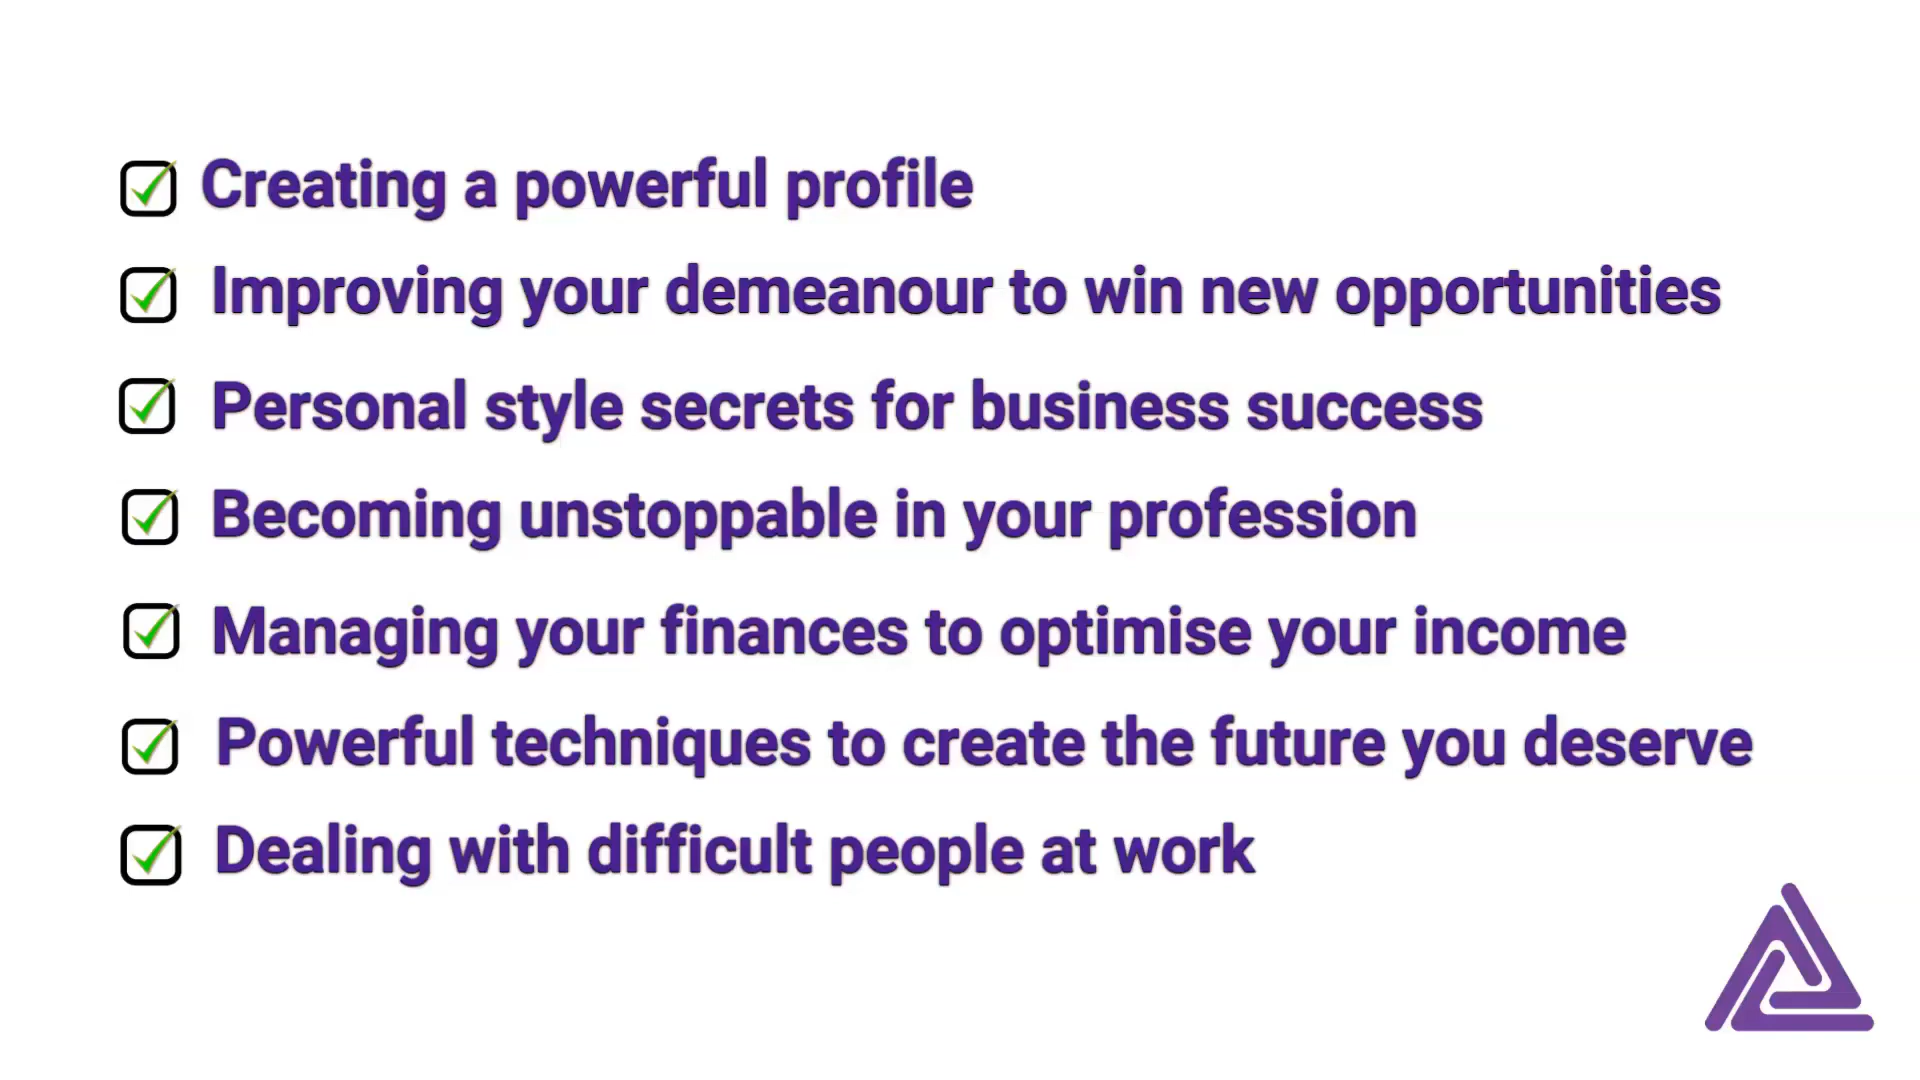 Creating a powerful profile
Improving your demeanour to win new opportunities
Personal style secrets for business success
Becoming unstoppable in your profession
Managing your finances to optimise your income
Powerful techniques to create the future you deserve
Dealing with difficult people at work